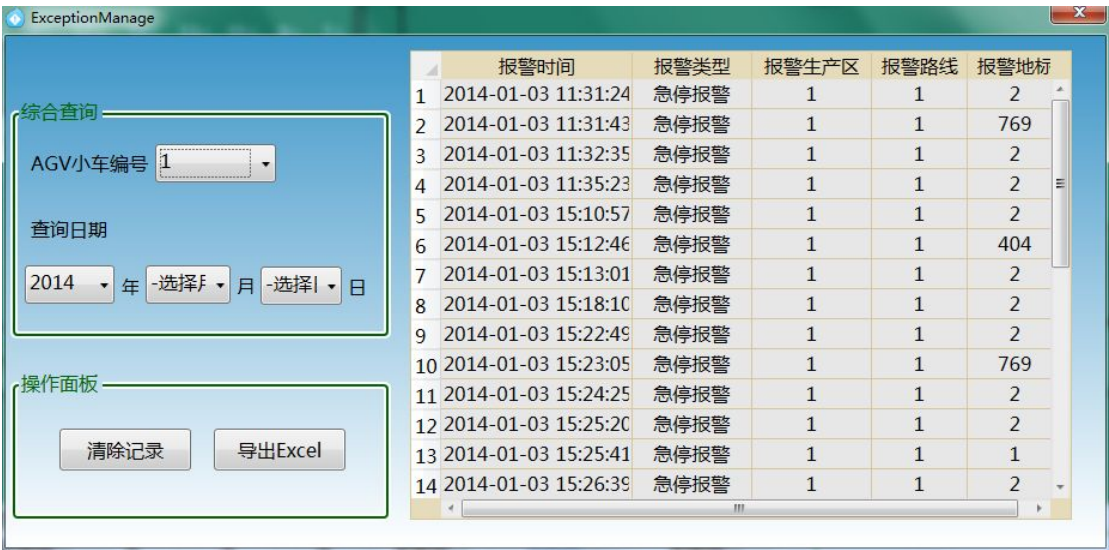 ExceptionManage
综合查询
AGV小车编号 1
查询日期
2014 年 -选择 月 -选择 日
操作面板
清除记录 导出Excel
报警时间 报警类型 报警生产区 报警路线 报警地标
1 2014-01-03 11:31:24 急停报警 1 1 2
2 2014-01-03 11:31:43 急停报警 1 1 769
3 2014-01-03 11:32:35 急停报警 1 1 2
4 2014-01-03 11:35:23 急停报警 1 1 2
5 2014-01-03 15:10:57 急停报警 1 1 2
6 2014-01-03 15:12:46 急停报警 1 1 404
7 2014-01-03 15:13:01 急停报警 1 1 2
8 2014-01-03 15:18:10 急停报警 1 1 2
9 2014-01-03 15:22:49 急停报警 1 1 2
10 2014-01-03 15:23:05 急停报警 1 1 769
11 2014-01-03 15:24:25 急停报警 1 1 2
12 2014-01-03 15:25:20 急停报警 1 1 2
13 2014-01-03 15:25:41 急停报警 1 1 1
14 2014-01-03 15:26:39 急停报警 1 1 2